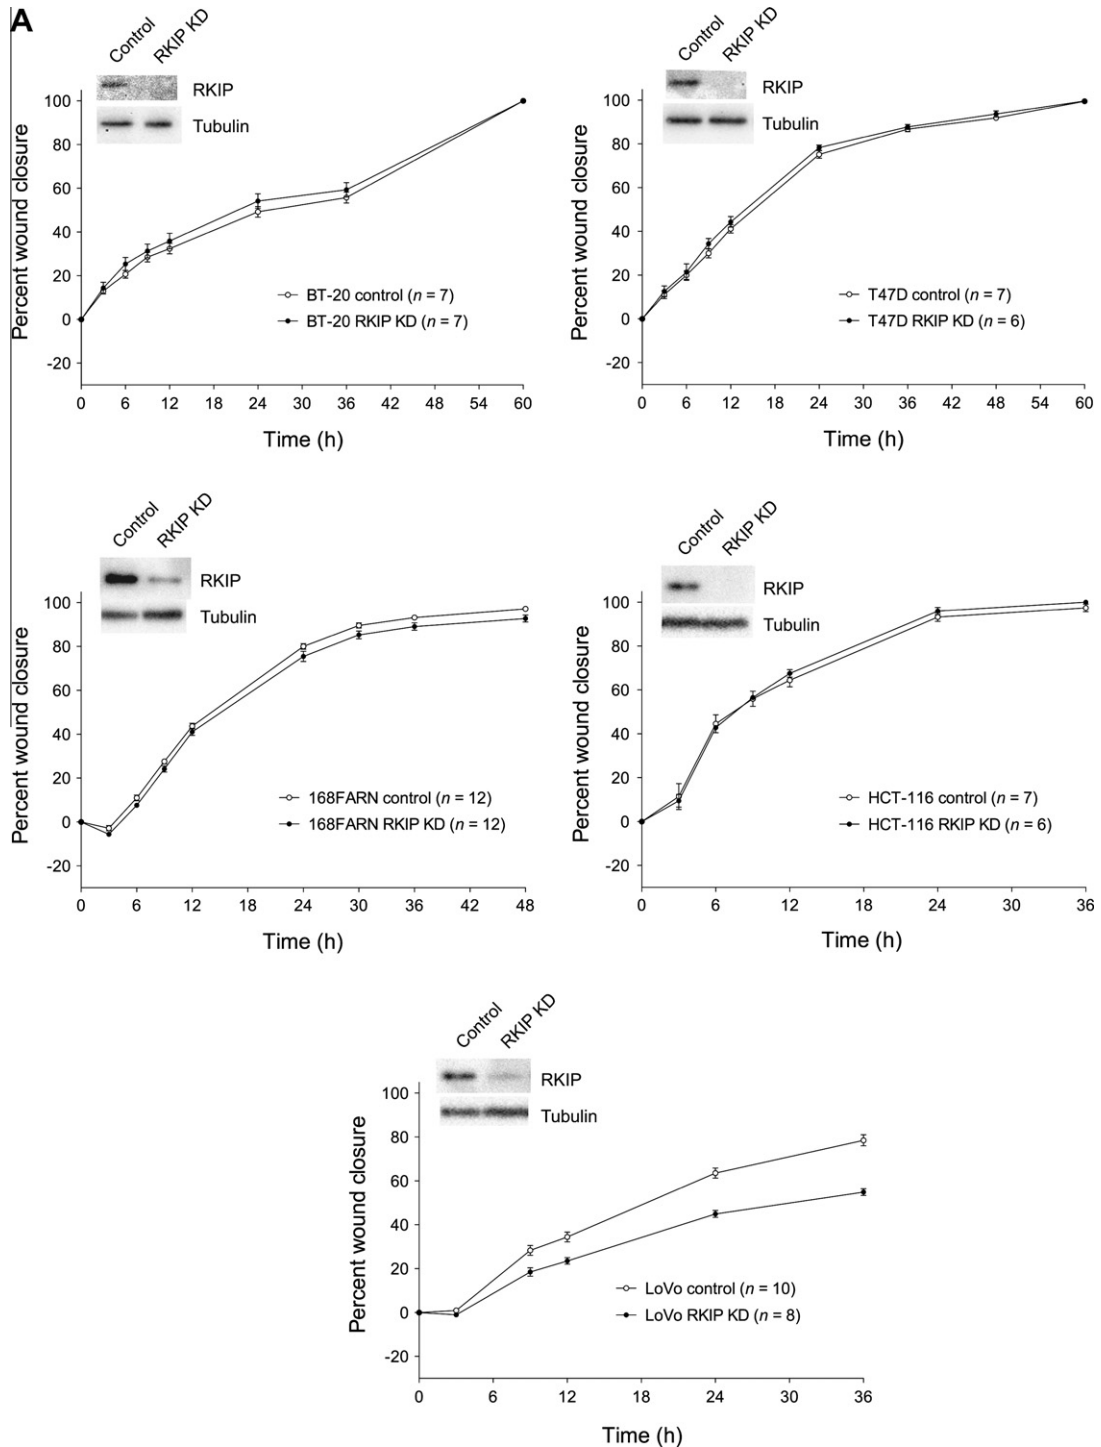 A
Control
RKIP KD
RKIP
Tubulin
Percent wound closure
100
80
60
40
20
0
-20
BT-20 control (n = 7)
BT-20 RKIP KD (n = 7)
0 6 12 18 24 30 36 42 48 54 60
Time (h)
Control
RKIP KD
RKIP
Tubulin
Percent wound closure
100
80
60
40
20
0
-20
T47D control (n = 7)
T47D RKIP KD (n = 6)
0 6 12 18 24 30 36 42 48 54 60
Time (h)
Control
RKIP KD
RKIP
Tubulin
Percent wound closure
100
80
60
40
20
0
-20
168FARN control (n = 12)
168FARN RKIP KD (n = 12)
0 6 12 18 24 30 36 42 48
Time (h)
Control
RKIP KD
RKIP
Tubulin
Percent wound closure
100
80
60
40
20
0
-20
HCT-116 control (n = 7)
HCT-116 RKIP KD (n = 6)
0 6 12 18 24 30 36
Time (h)
Control
RKIP KD
RKIP
Tubulin
Percent wound closure
100
80
60
40
20
0
-20
LoVo control (n = 10)
LoVo RKIP KD (n = 8)
0 6 12 18 24 30 36
Time (h)